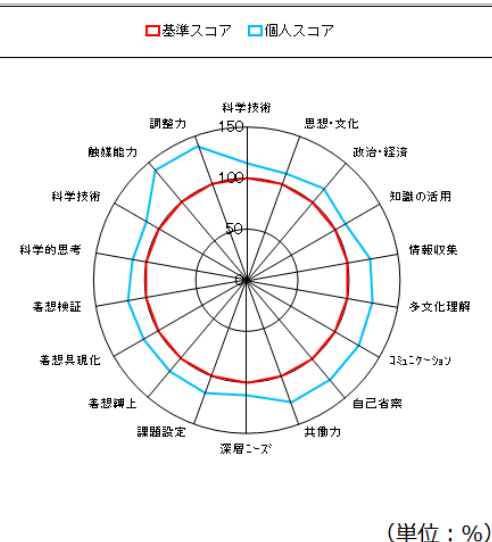 基準スコア 個人スコア
科学技術
思想・文化
政治・経済
知識の活用
情報収集
多文化理解
コミュニケーション
自己省察
共働力
深層ニーズ
課題設定
着想縛上
着想具現化
着想検証
科学的思考
科学技術
触媒能力
調整力
150
100
50
0
（単位：%）